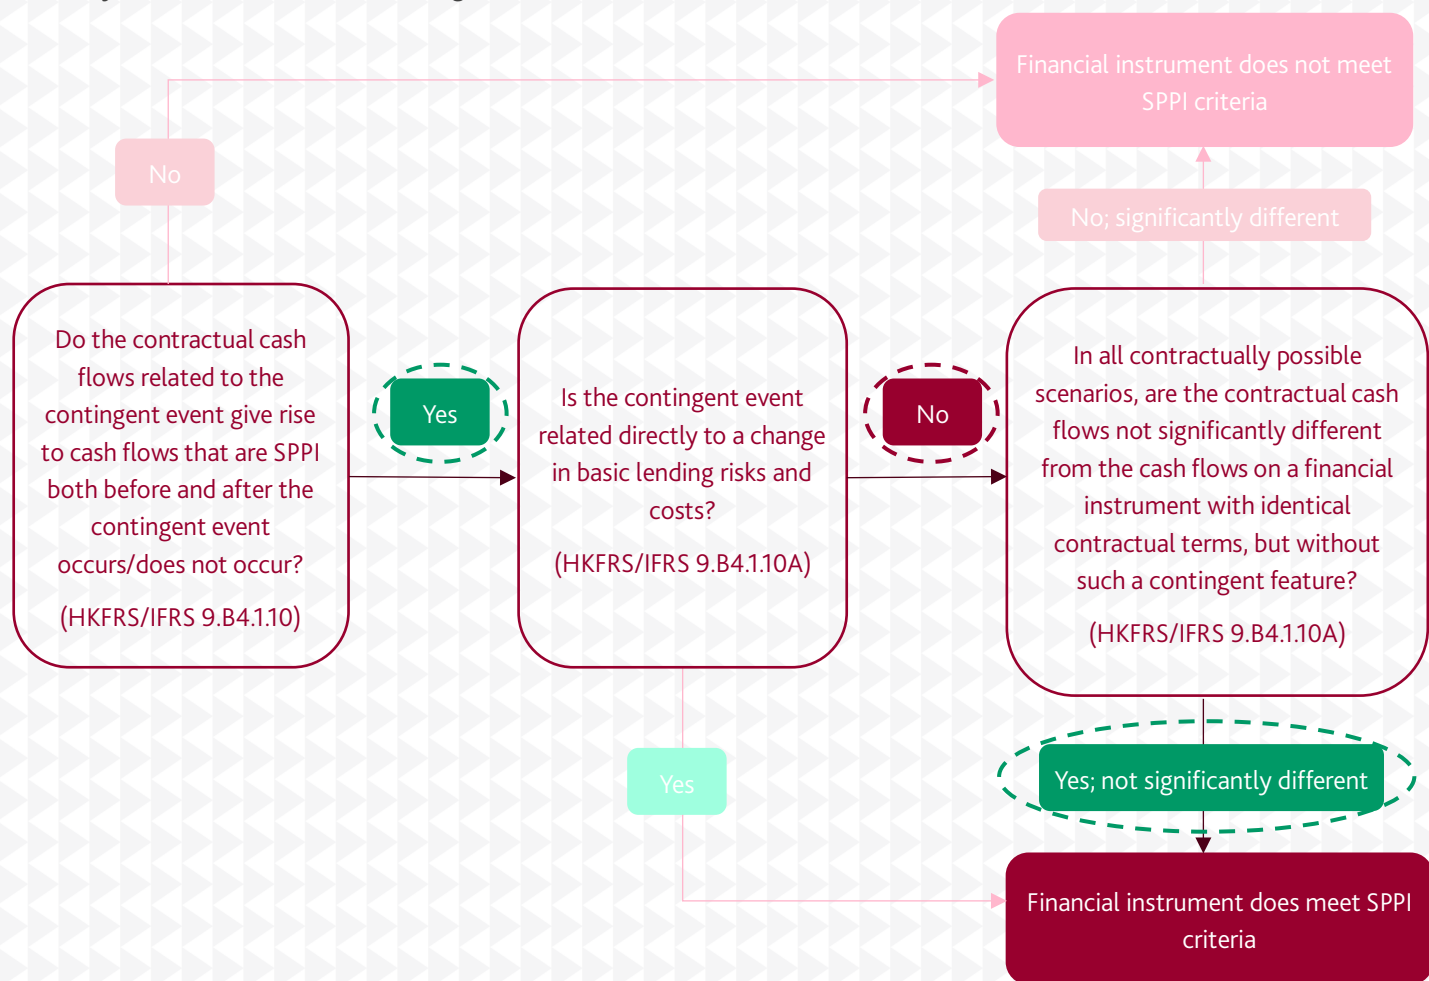 Financial instrument does not meet
SPPI criteria
No
No; significantly different
Do the contractual cash
flows related to the
contingent event give rise
to cash flows that are SPPI
both before and after the
contingent event
occurs/does not occur?
(HKFRS/IFRS 9.B4.1.10)
Yes
Is the contingent event
related directly to a change
in basic lending risks and
costs?
(HKFRS/IFRS 9.B4.1.10A)
No
In all contractually possible
scenarios, are the contractual cash
flows not significantly different
from the cash flows on a financial
instrument with identical
contractual terms, but without
such a contingent feature?
(HKFRS/IFRS 9.B4.1.10A)
Yes
Yes; not significantly different
Financial instrument does meet SPPI
criteria